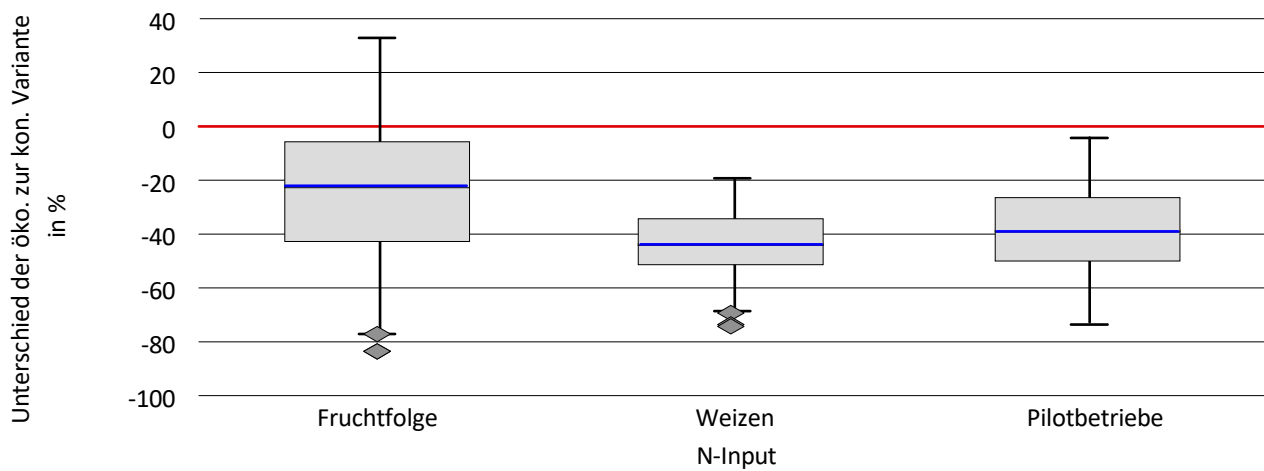 Unterschied der öko. zur kon. Variante
in %
40
20
0
-20
-40
-60
-80
-100
Fruchtfolge Weizen Pilotbetriebe
N-Input